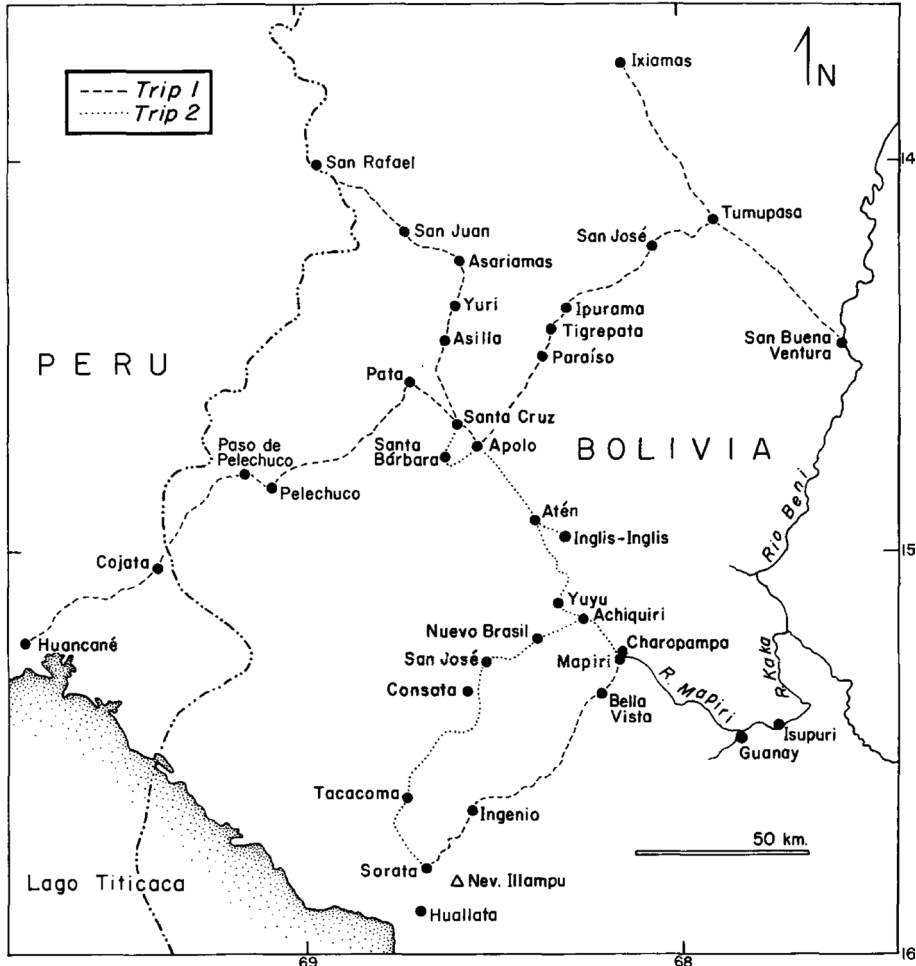 Trip 1
Trip 2
N
Ixiamas
14
San Rafael
Tumupasa
San Juan
San José
Asariamas
Yuri
Ipurama
Tigrepata
Asilla
San Buena
Ventura
Paraíso
PERU
Pata
Santa Cruz
Apolo
BOLIVIA
Santa
Bárbara
Paso de
Pelechuco
Pelechuco
Rio Beni
Atén
Inglis-Inglis
15
Cojata
Yuyu
Achiquiri
Nuevo Brasil
Charopampa
Huancané
San José
Mapiri
R. Kaka
Consata
Bella
Vista
R. Mapiri
Isupuri
Guanay
Tacacoma
Ingenio
50 km.
Sorata
Nev. Illampu
Lago Titicaca
Huallata
69
68
16